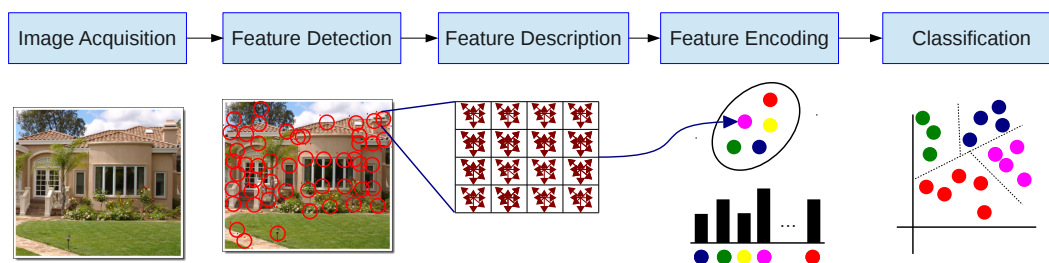 Image Acquisition
Feature Detection
Feature Description
Feature Encoding
Classification
...